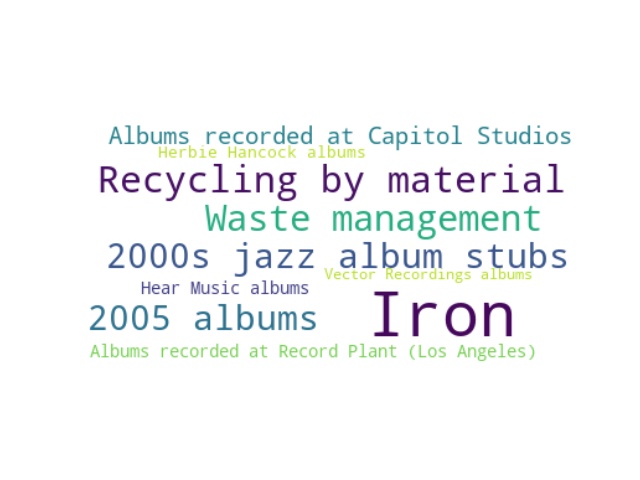 Albums recorded at Capitol Studios
Herbie Hancock albums
Recycling by material
Waste management
2000s jazz album stubs
Vector Recordings albums
Hear Music albums
2005 albums
Iron
Albums recorded at Record Plant (Los Angeles)